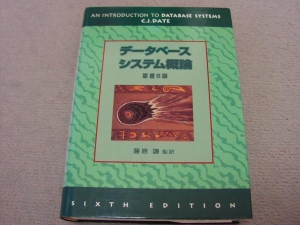 AN INTRODUCTION TO DATABASE SYSTEMS
C.J.DATE
データベース
システム概論
原書6版
藤原 譲 監訳
SIXTH EDITION